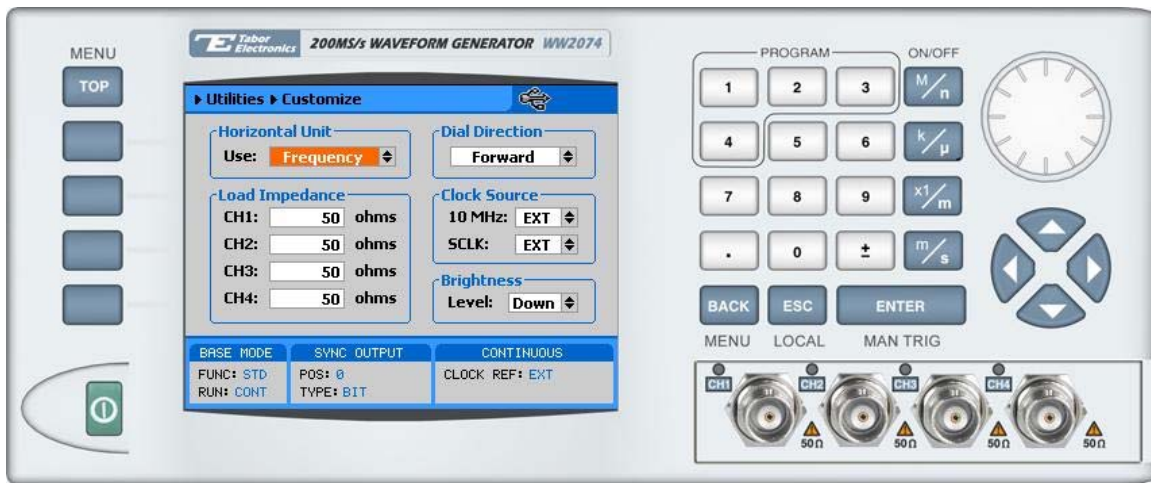 MENU
TOP
Tabor Electronics 200MS/s WAVEFORM GENERATOR WW2074
Utilities Customize
Horizontal Unit
Use: Frequency
Dial Direction
Forward
Load Impedance
CH1: 50 ohms
CH2: 50 ohms
CH3: 50 ohms
CH4: 50 ohms
Clock Source
10 MHz: EXT
SCLK: EXT
Brightness
Level: Down
BASE MODE
FUNC: STD
RUN: CONT
SYNC OUTPUT
POS: 0
TYPE: BIT
CONTINUOUS
CLOCK REF: EXT
PROGRAM ON/OFF
1 2 3 M/n
4 5 6 k/µ
7 8 9 x1/m
. 0 ± m/s
BACK ESC ENTER
MENU LOCAL MAN TRIG
CH1 CH2 CH3 CH4
50Ω 50Ω 50Ω 50Ω